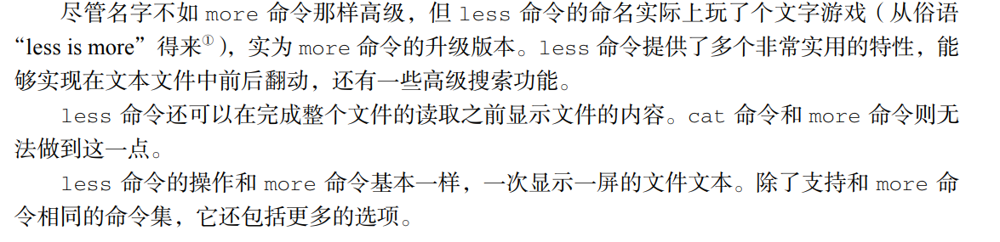 尽管名字不如 more 命令那样高级，但 less 命令的命名实际上玩了个文字游戏（从俗语
“less is more”得来①），实为 more 命令的升级版本。less 命令提供了多个非常实用的特性，能
够实现在文本文件中前后翻动，还有一些高级搜索功能。
less 命令还可以在完成整个文件的读取之前显示文件的内容。cat 命令和 more 命令则无
法做到这一点。
less 命令的操作和 more 命令基本一样，一次显示一屏的文件文本。除了支持和 more 命
令相同的命令集，它还包括更多的选项。